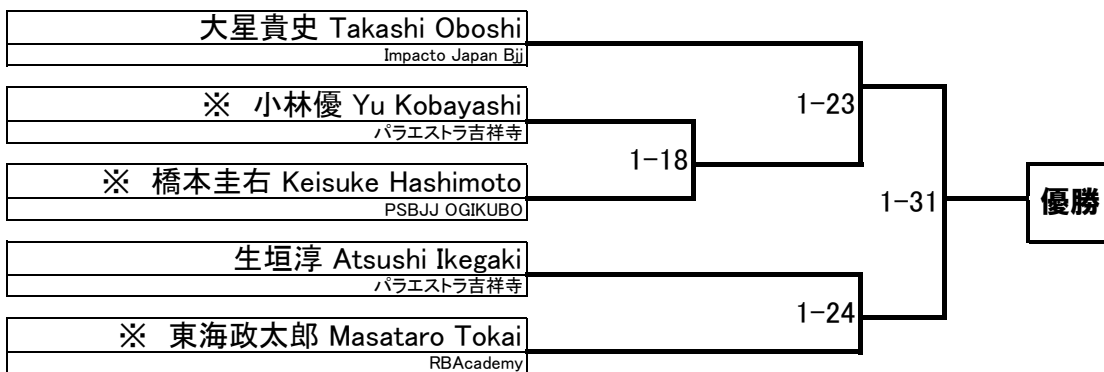 大星貴史 Takashi Oboshi
Impacto Japan Bjj
※ 小林優 Yu Kobayashi
パラエストラ吉祥寺
※ 橋本圭右 Keisuke Hashimoto
PSBJJ OGIKUBO
生垣淳 Atsushi Ikegaki
パラエストラ吉祥寺
※ 東海政太郎 Masataro Tokai
RBAcademy
1-18
1-23
1-24
1-31
優勝